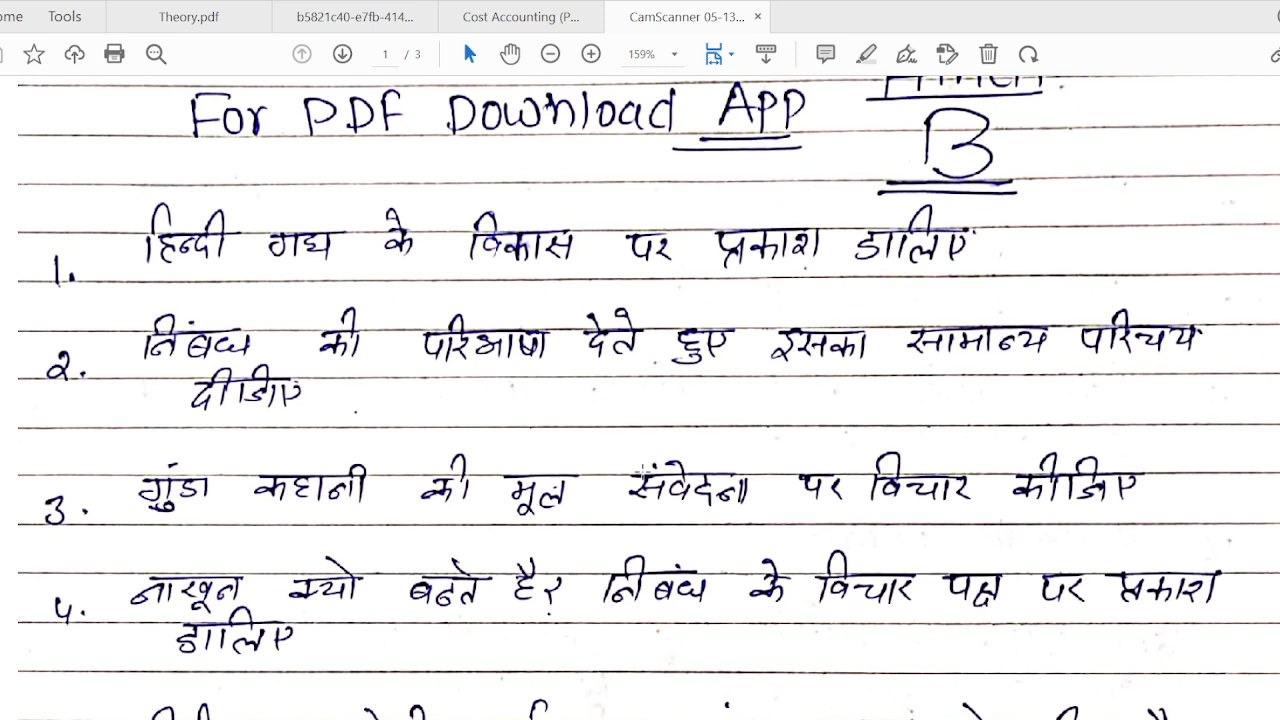 ome Tools Theory.pdf b5821c40-e7fb-414... Cost Accounting (P... CamScanner 05-13... ×
1 / 3 159%
For PDF Download App
B
1. हिन्दी गद्य के विकास पर प्रकाश डालिए
2. निबंध की परिभाषा देते हुए इसका सामान्य परिचय
दीजिए
3. गुंडा कहानी की मूल संवेदना पर विचार कीजिए
4. नाखून क्यो बढते है? निबंध के विचार पक्ष पर प्रकाश
डालिए